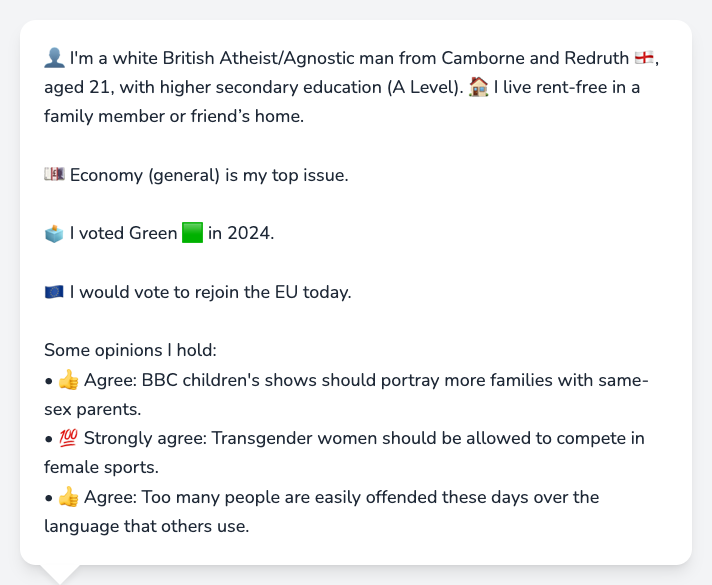 👤 I'm a white British Atheist/Agnostic man from Camborne and Redruth 🏴󠁧󠁢󠁥󠁮󠁧󠁿,
aged 21, with higher secondary education (A Level). 🏠 I live rent-free in a
family member or friend’s home.
💷 Economy (general) is my top issue.
🗳️ I voted Green 🟩 in 2024.
🇪🇺 I would vote to rejoin the EU today.
Some opinions I hold:
• 👍 Agree: BBC children's shows should portray more families with same-
sex parents.
• 💯 Strongly agree: Transgender women should be allowed to compete in
female sports.
• 👍 Agree: Too many people are easily offended these days over the
language that others use.